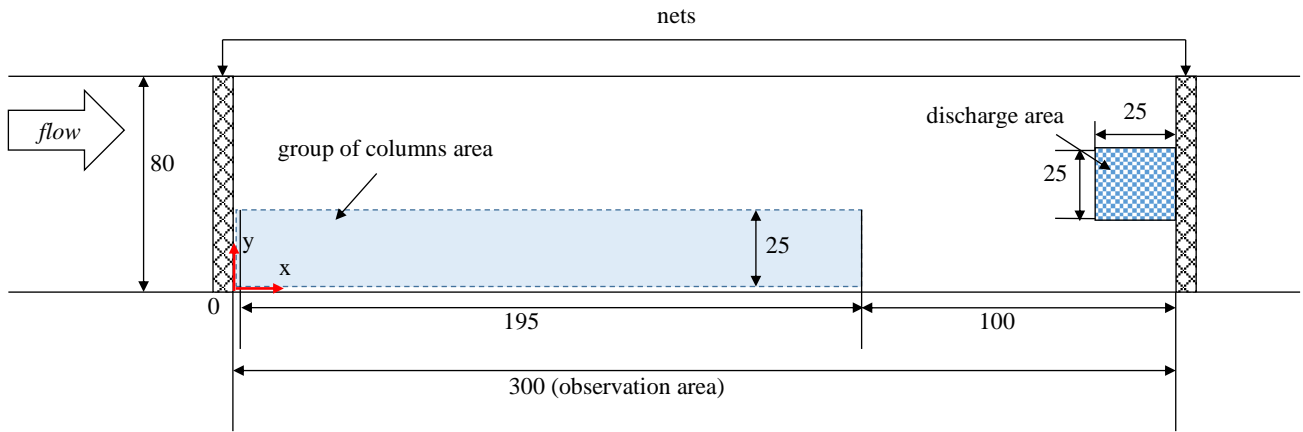 nets
flow
80
group of columns area
discharge area
25
25
25
y
x
0
195
100
300 (observation area)